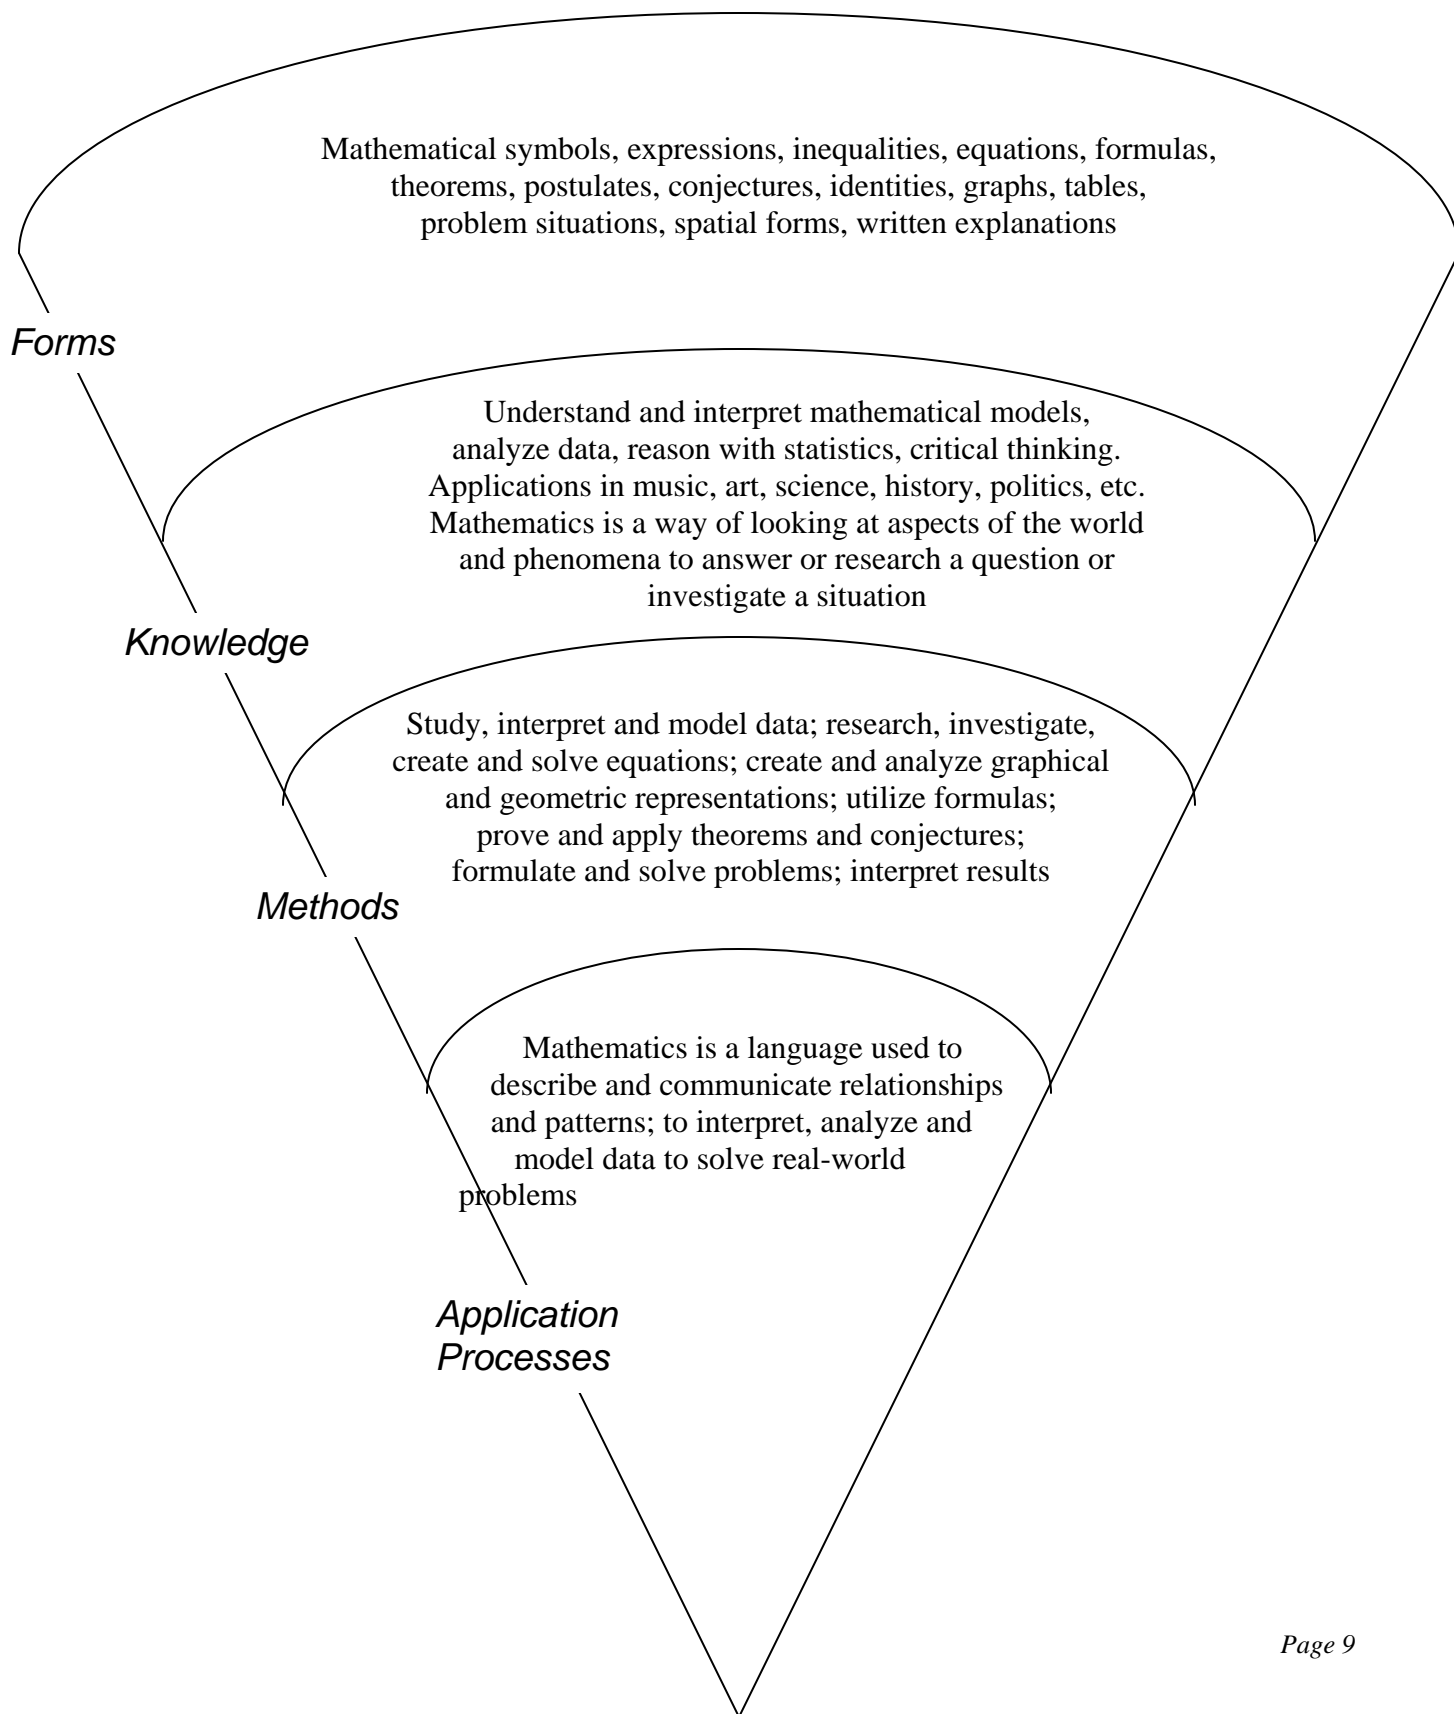 Mathematical symbols, expressions, inequalities, equations, formulas,
theorems, postulates, conjectures, identities, graphs, tables,
problem situations, spatial forms, written explanations
Forms
Understand and interpret mathematical models,
analyze data, reason with statistics, critical thinking.
Applications in music, art, science, history, politics, etc.
Mathematics is a way of looking at aspects of the world
and phenomena to answer or research a question or
investigate a situation
Knowledge
Study, interpret and model data; research, investigate,
create and solve equations; create and analyze graphical
and geometric representations; utilize formulas;
prove and apply theorems and conjectures;
formulate and solve problems; interpret results
Methods
Mathematics is a language used to
describe and communicate relationships
and patterns; to interpret, analyze and
model data to solve real-world
problems
Application
Processes
Page 9